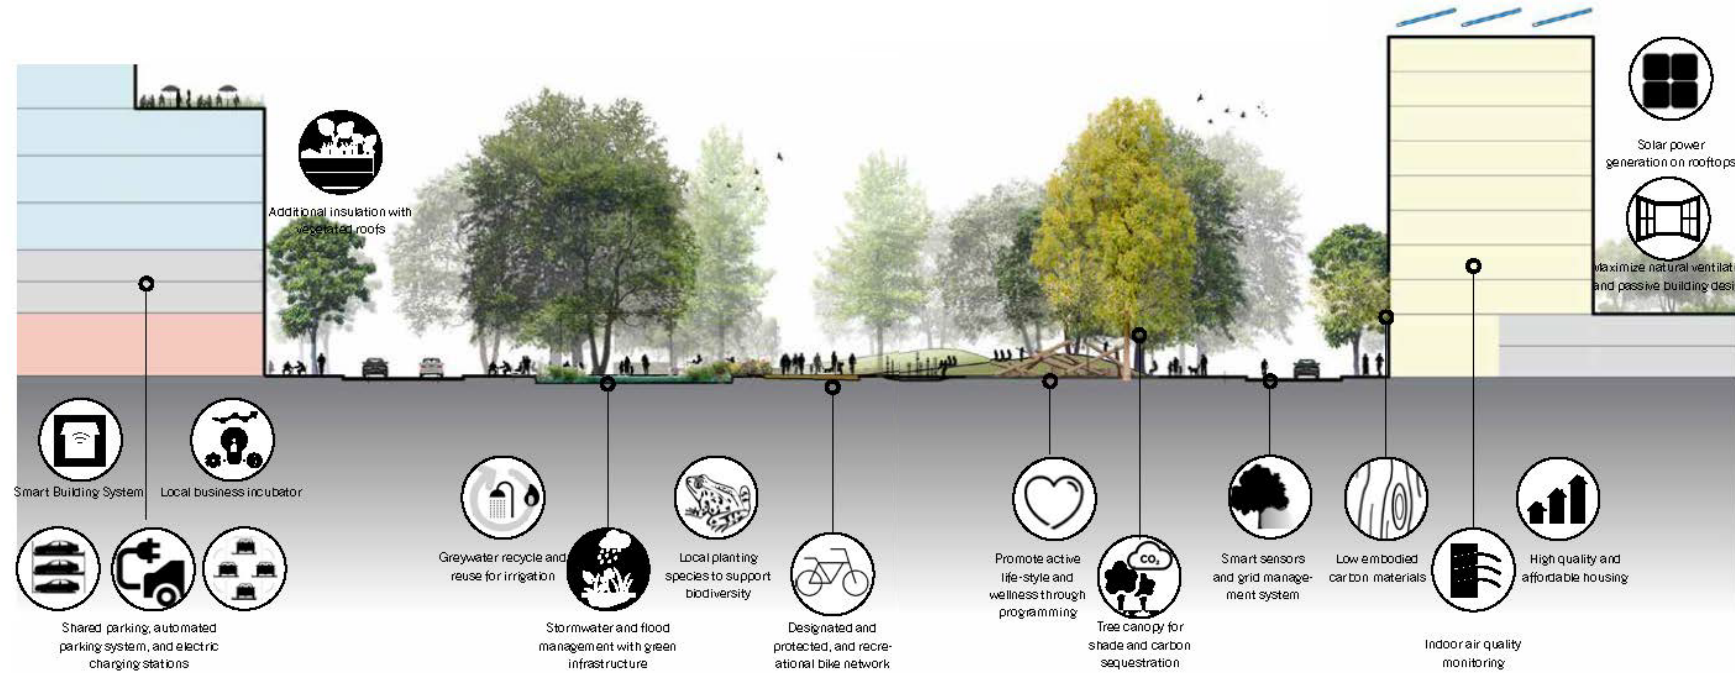 Additional insulation with
vegetated roofs
Solar power
generation on rooftops
Maximize natural ventilat
and passive building desi
Smart Building System
Local business incubator
Shared parking, automated
parking system, and electric
charging stations
Greywater recycle and
reuse for irrigation
Stormwater and flood
management with green
infrastructure
Local planting
species to support
biodiversity
Designated and
protected, and recre-
ational bike network
Promote active
life-style and
wellness through
programming
CO₂
Tree canopy for
shade and carbon
sequestration
Smart sensors
and grid manage-
ment system
Low embodied
carbon materials
Indoor air quality
monitoring
High quality and
affordable housing